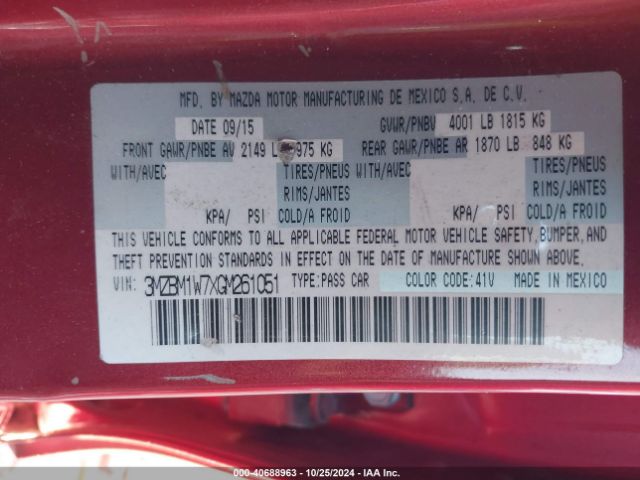 MFD. BY MAZDA MOTOR MANUFACTURING DE MEXICO S.A. DE C.V.
DATE 09/15 GVWR/PNBV 4001 LB 1815 KG
FRONT GAWR/PNBE AV 2149 L 975 KG REAR GAWR/PNBE AR 1870 LB 848 KG
WITH/AVEC TIRES/PNEUS WITH/AVEC TIRES/PNEUS
RIMS/JANTES RIMS/JANTES
KPA/ PSI COLD/A FROID KPA/ PSI COLD/A FROID
THIS VEHICLE CONFORMS TO ALL APPLICABLE FEDERAL MOTOR VEHICLE SAFETY, BUMPER, AND
THEFT PREVENTION STANDARDS IN EFFECT ON THE DATE OF MANUFACTURE SHOWN ABOVE.
VIN: 3MZBM1W7XGM261051 TYPE:PASS CAR COLOR CODE:41V MADE IN MEXICO
000-40688963 - 10/25/2024 - IAA Inc.